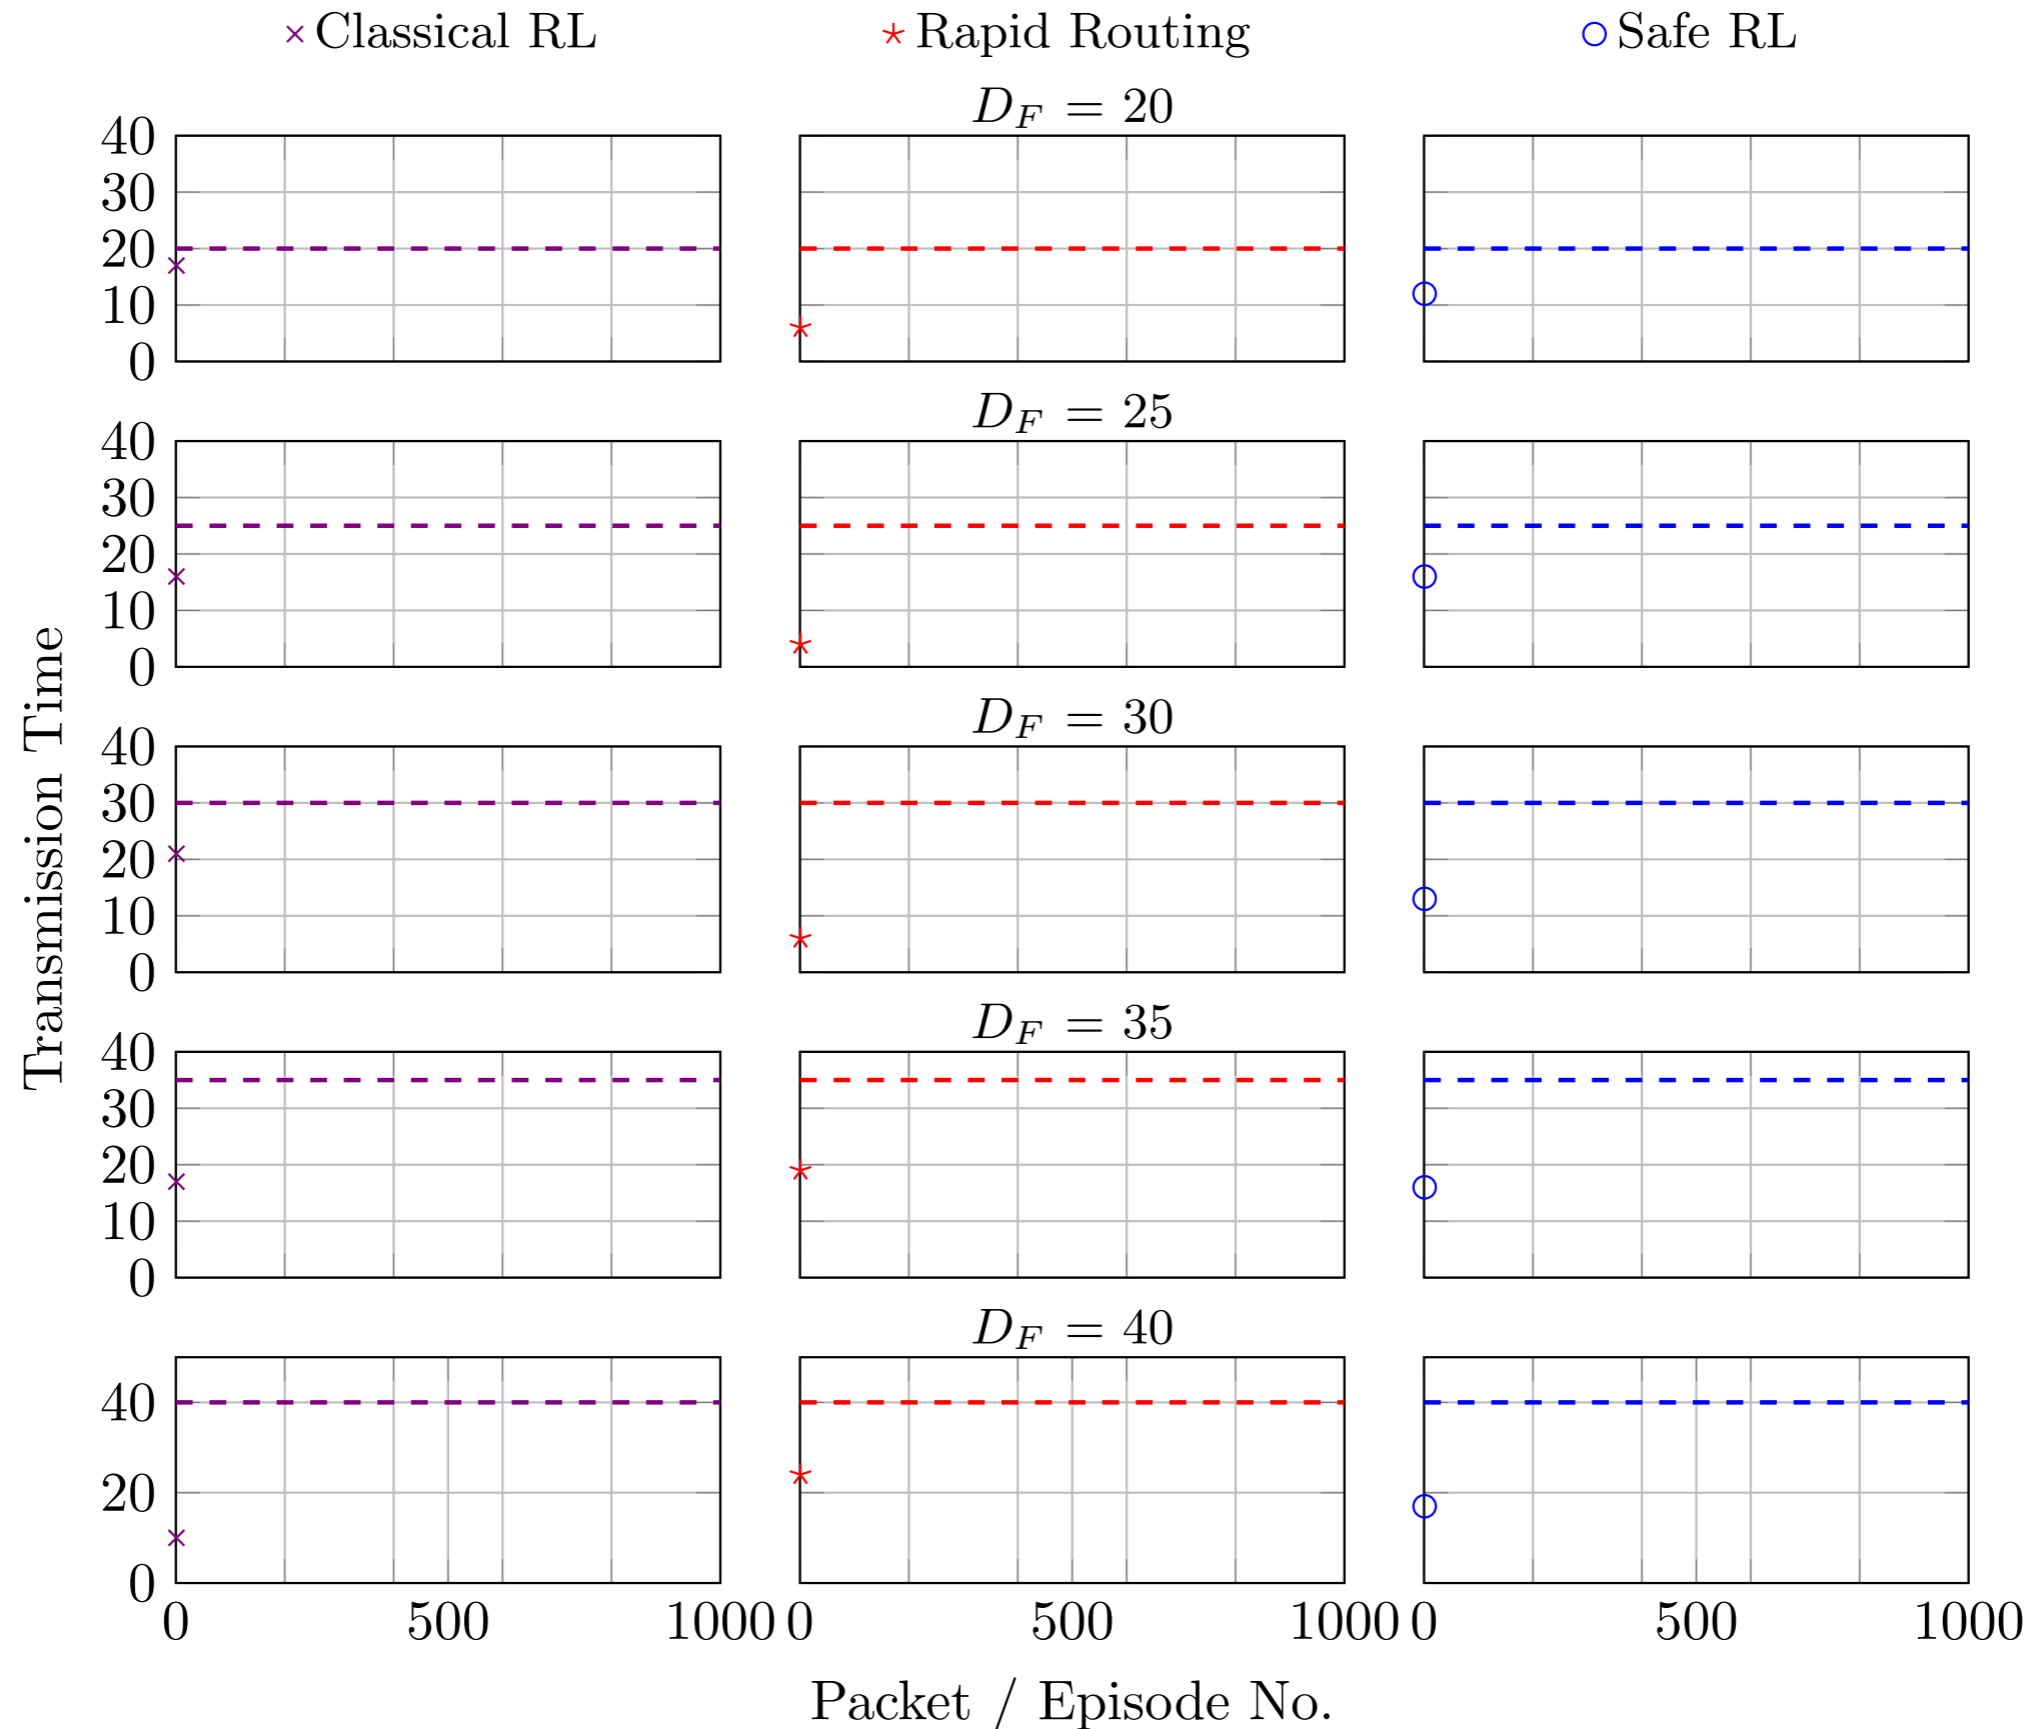 × Classical RL
Rapid Routing
Safe RL
D_F = 20
40
30
20
10
0
D_F = 25
40
30
20
10
0
Transmission Time
D_F = 30
40
30
20
10
0
D_F = 35
40
30
20
10
0
D_F = 40
40
20
0
0 500 1000 0 500 1000 0 500 1000
Packet / Episode No.